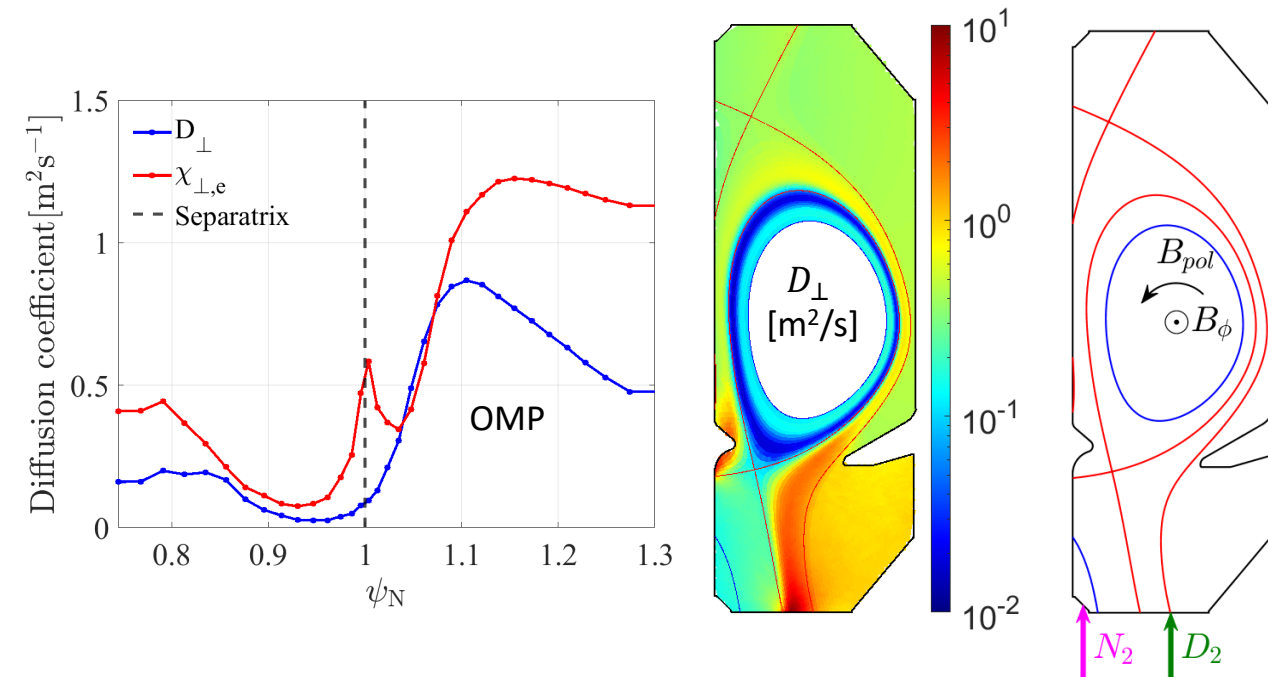 Diffusion coefficient [m²s⁻¹]
1.5
1
0.5
0
D⊥
χ⊥,e
Separatrix
OMP
0.8
0.9
1
1.1
1.2
1.3
ψN
D⊥
[m²/s]
10¹
10⁰
10⁻¹
10⁻²
Bpol
⊙Bϕ
N₂
D₂